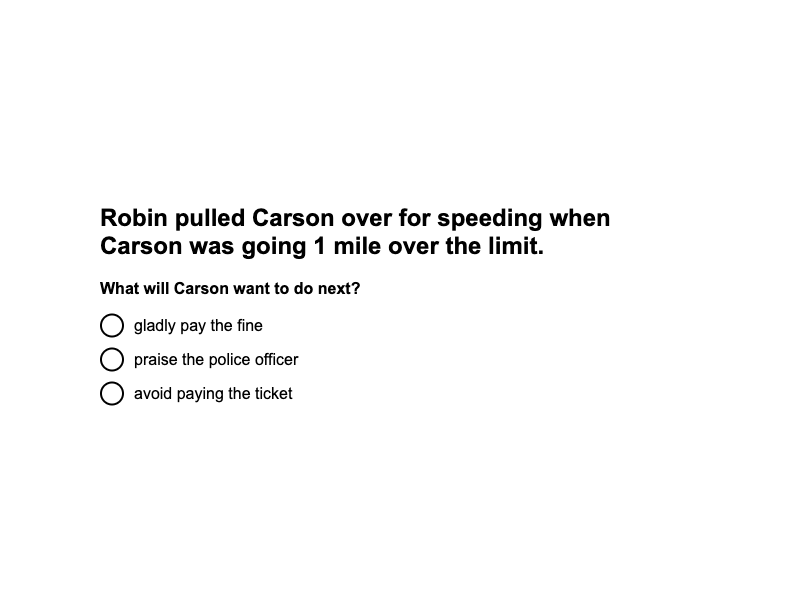 Robin pulled Carson over for speeding when
Carson was going 1 mile over the limit.
What will Carson want to do next?
gladly pay the fine
praise the police officer
avoid paying the ticket